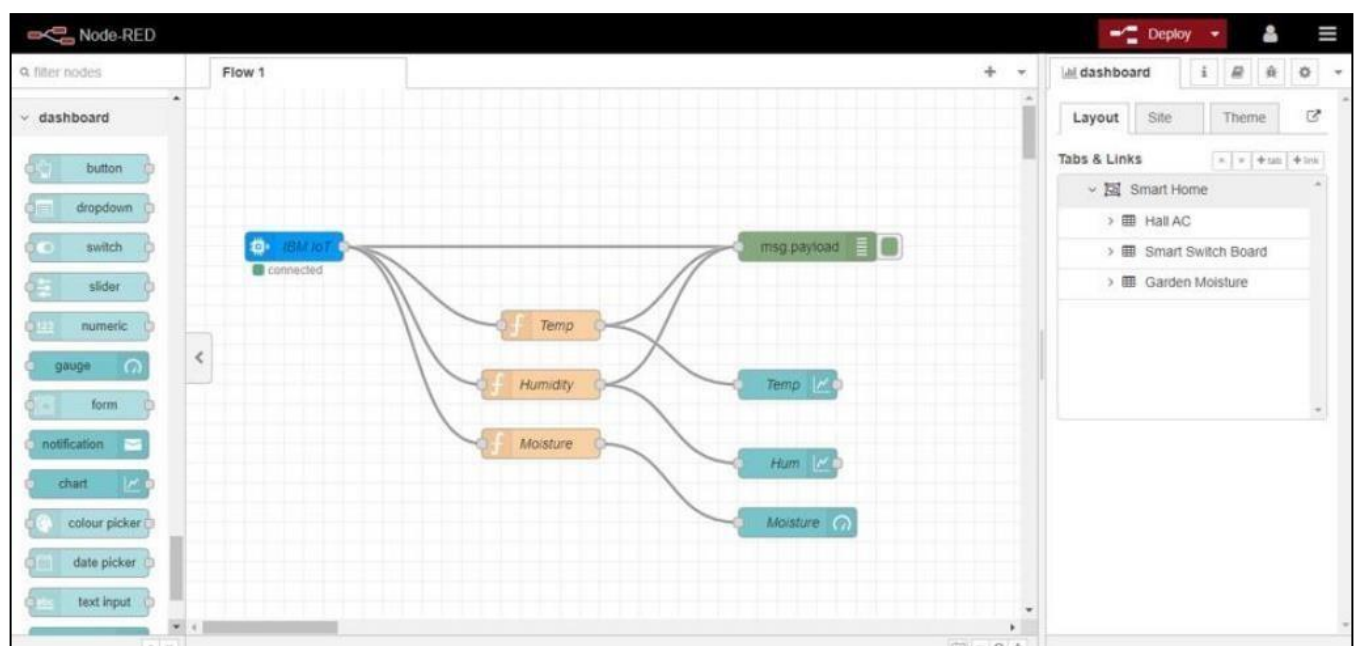 Node-RED
Deploy
filter nodes
Flow 1
dashboard
i
dashboard
Layout
Site
Theme
button
Tabs & Links
+ tab
+ link
Smart Home
dropdown
Hall AC
switch
IBM IoT
msg.payload
Smart Switch Board
connected
slider
Garden Moisture
numeric
f Temp
gauge
f Humidity
Temp
form
notification
f Moisture
Hum
chart
colour picker
Moisture
date picker
text input